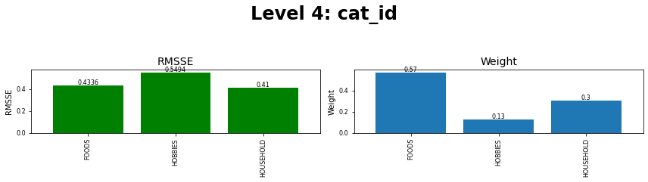 Level 4: cat_id
RMSSE
RMSSE
0.4
0.2
0.0
0.4336
0.5494
0.41
FOODS
HOBBIES
HOUSEHOLD
Weight
Weight
0.4
0.2
0.0
0.57
0.13
0.3
FOODS
HOBBIES
HOUSEHOLD